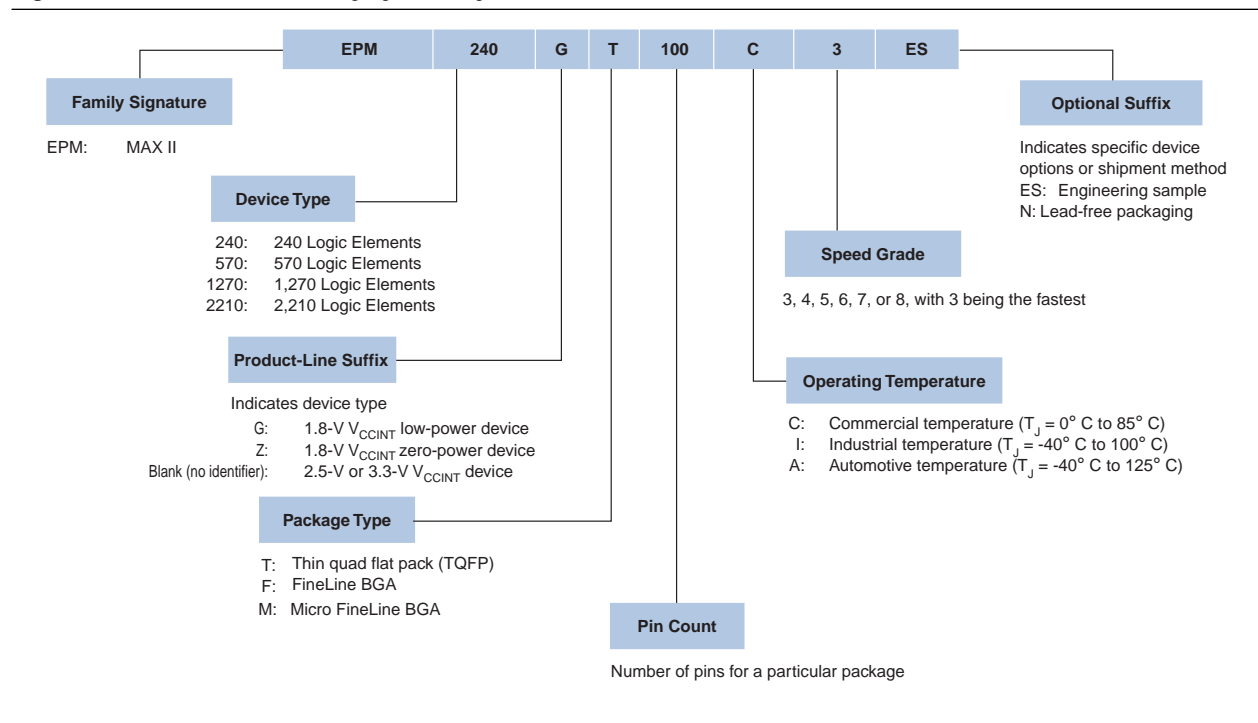 EPM 240 G T 100 C 3 ES
Family Signature
EPM: MAX II
Optional Suffix
Indicates specific device
options or shipment method
ES: Engineering sample
N: Lead-free packaging
Device Type
240: 240 Logic Elements
570: 570 Logic Elements
1270: 1,270 Logic Elements
2210: 2,210 Logic Elements
Speed Grade
3, 4, 5, 6, 7, or 8, with 3 being the fastest
Product-Line Suffix
Indicates device type
G: 1.8-V VCCINT low-power device
Z: 1.8-V VCCINT zero-power device
Blank (no identifier): 2.5-V or 3.3-V VCCINT device
Operating Temperature
C: Commercial temperature (TJ = 0° C to 85° C)
I: Industrial temperature (TJ = -40° C to 100° C)
A: Automotive temperature (TJ = -40° C to 125° C)
Package Type
T: Thin quad flat pack (TQFP)
F: FineLine BGA
M: Micro FineLine BGA
Pin Count
Number of pins for a particular package